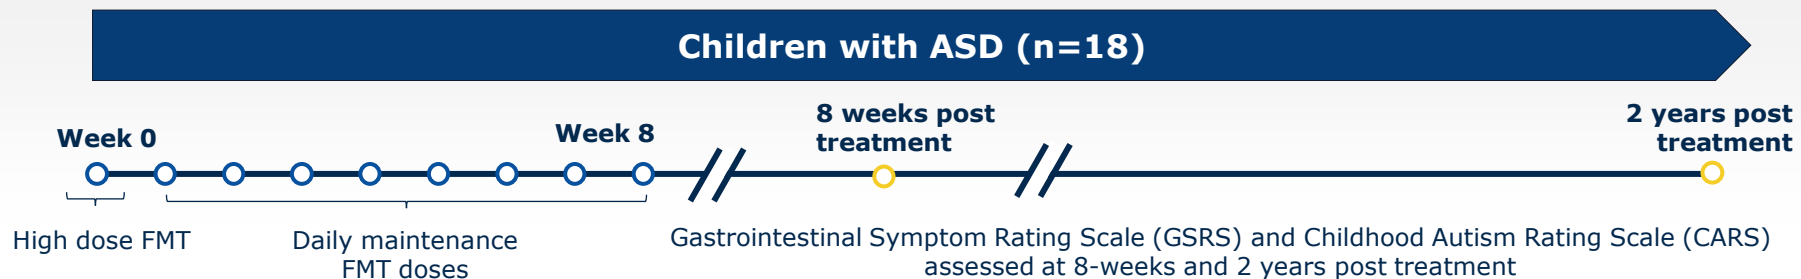 Children with ASD (n=18)
Week 0
Week 8
8 weeks post
treatment
2 years post
treatment
High dose FMT
Daily maintenance
FMT doses
Gastrointestinal Symptom Rating Scale (GSRS) and Childhood Autism Rating Scale (CARS)
assessed at 8-weeks and 2 years post treatment